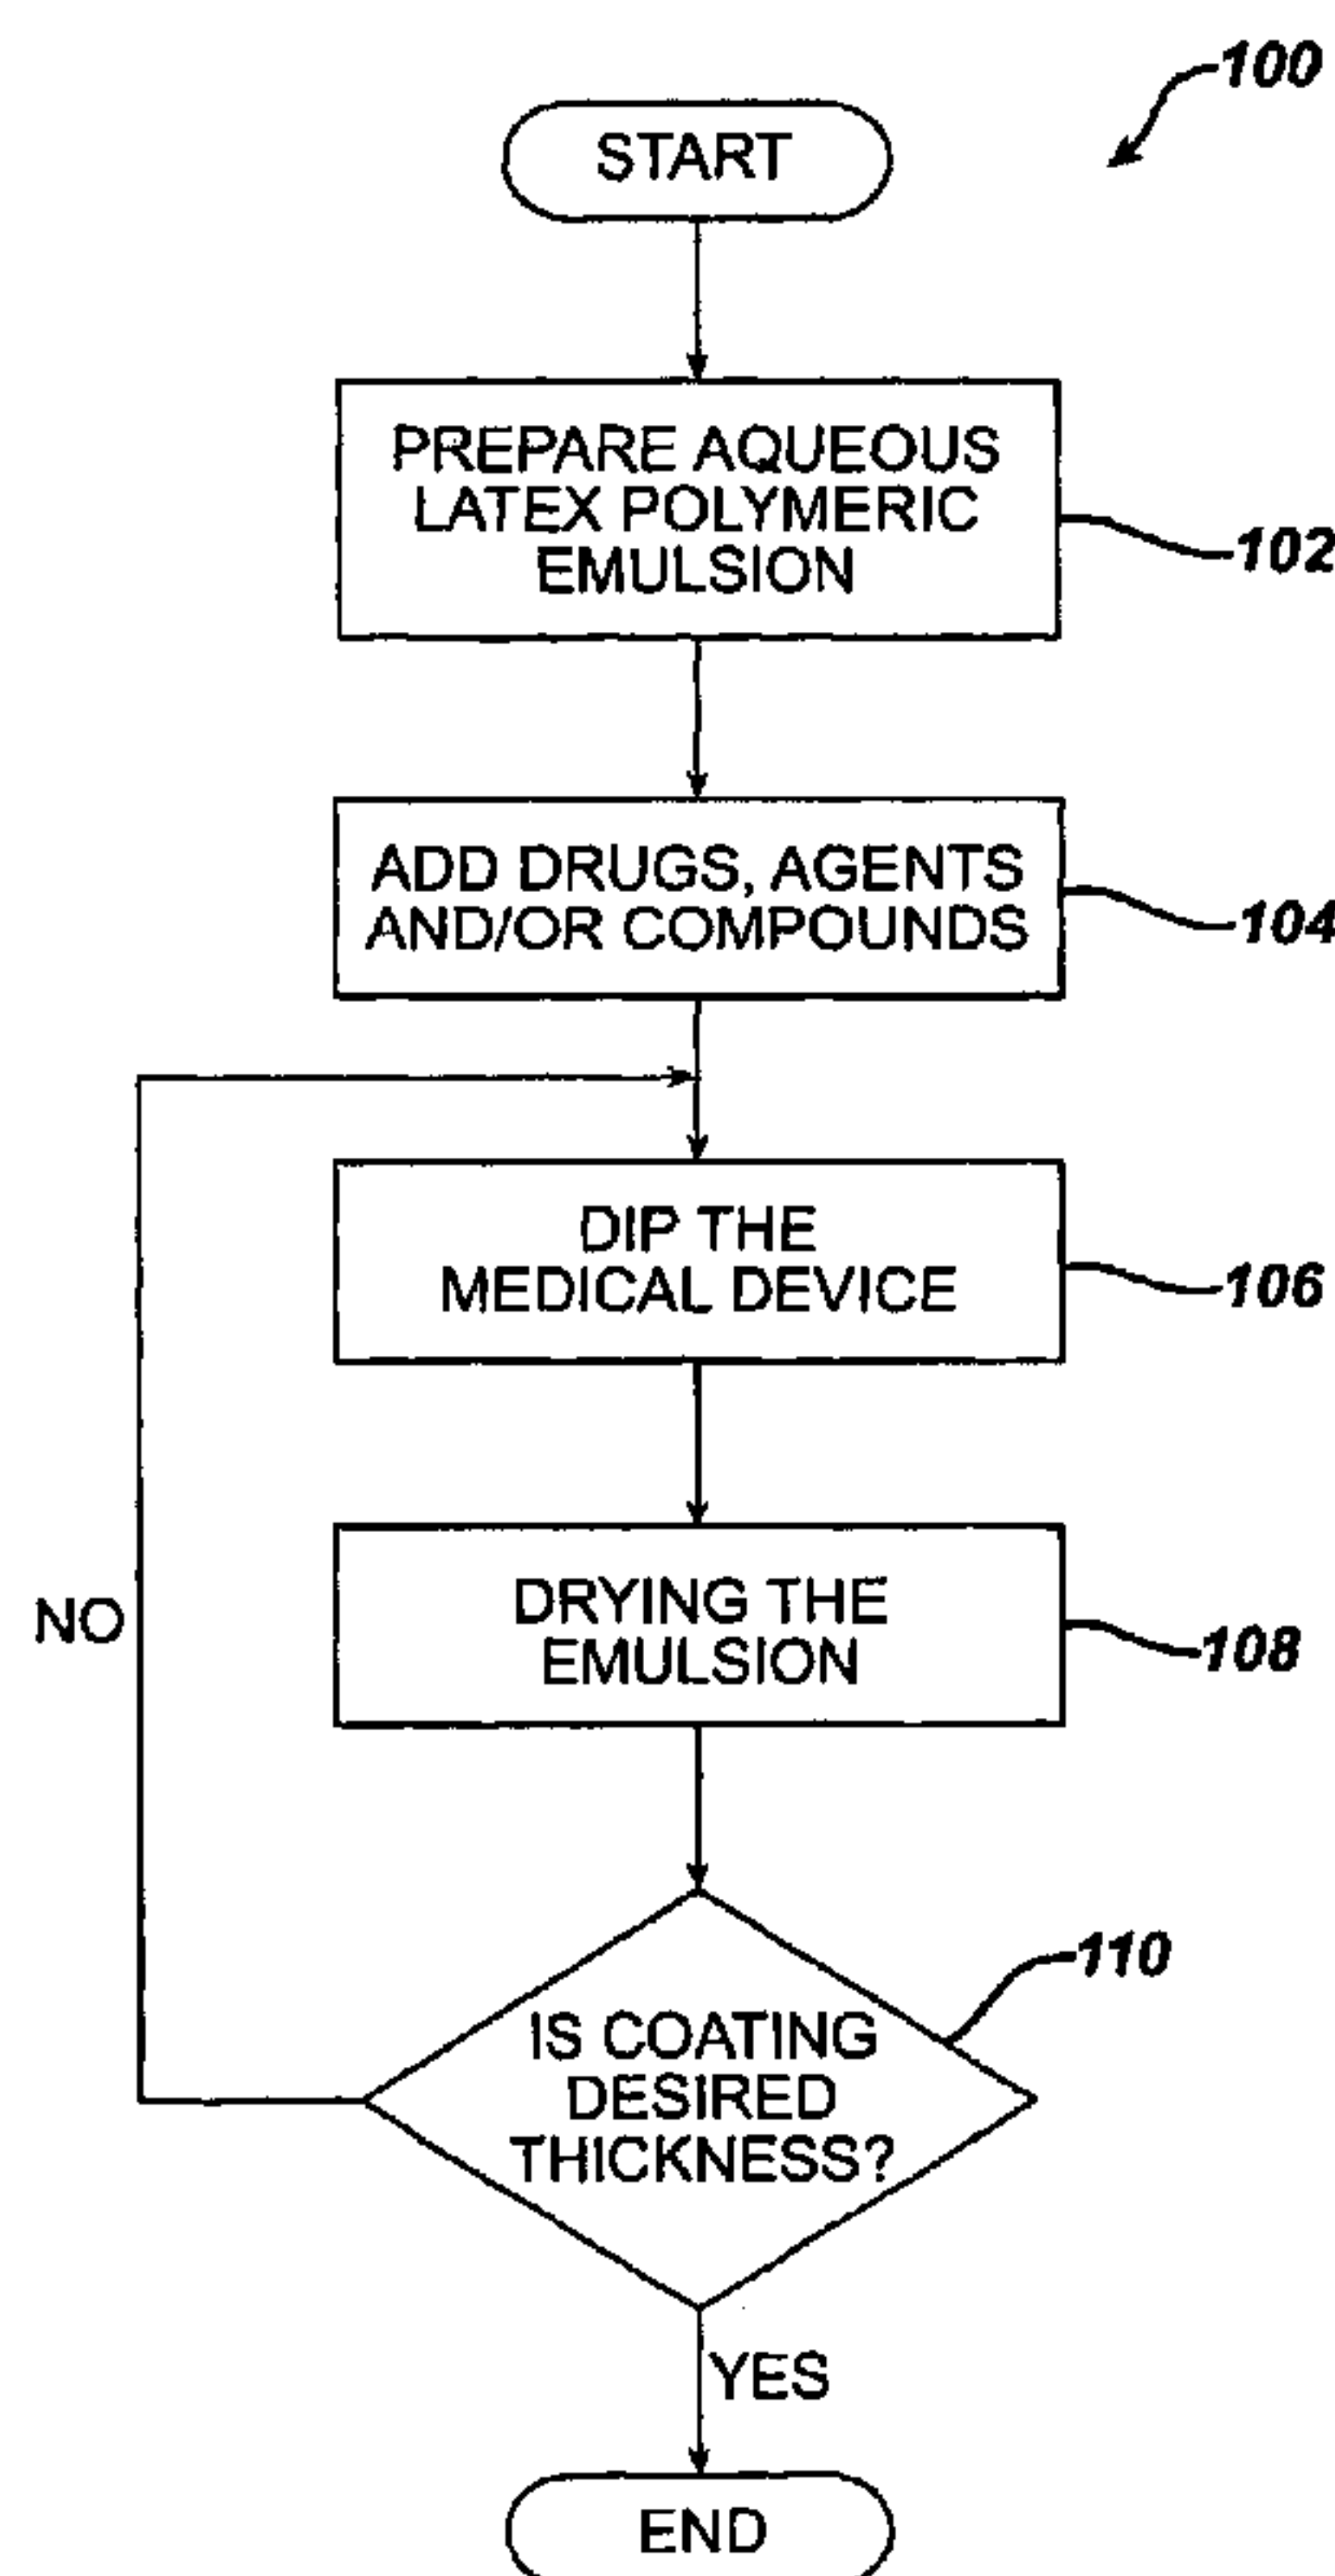 100
START
PREPARE AQUEOUS
LATEX POLYMERIC
EMULSION
102
ADD DRUGS, AGENTS
AND/OR COMPOUNDS
104
DIP THE
MEDICAL DEVICE
106
DRYING THE
EMULSION
108
NO
110
IS COATING
DESIRED
THICKNESS?
YES
END